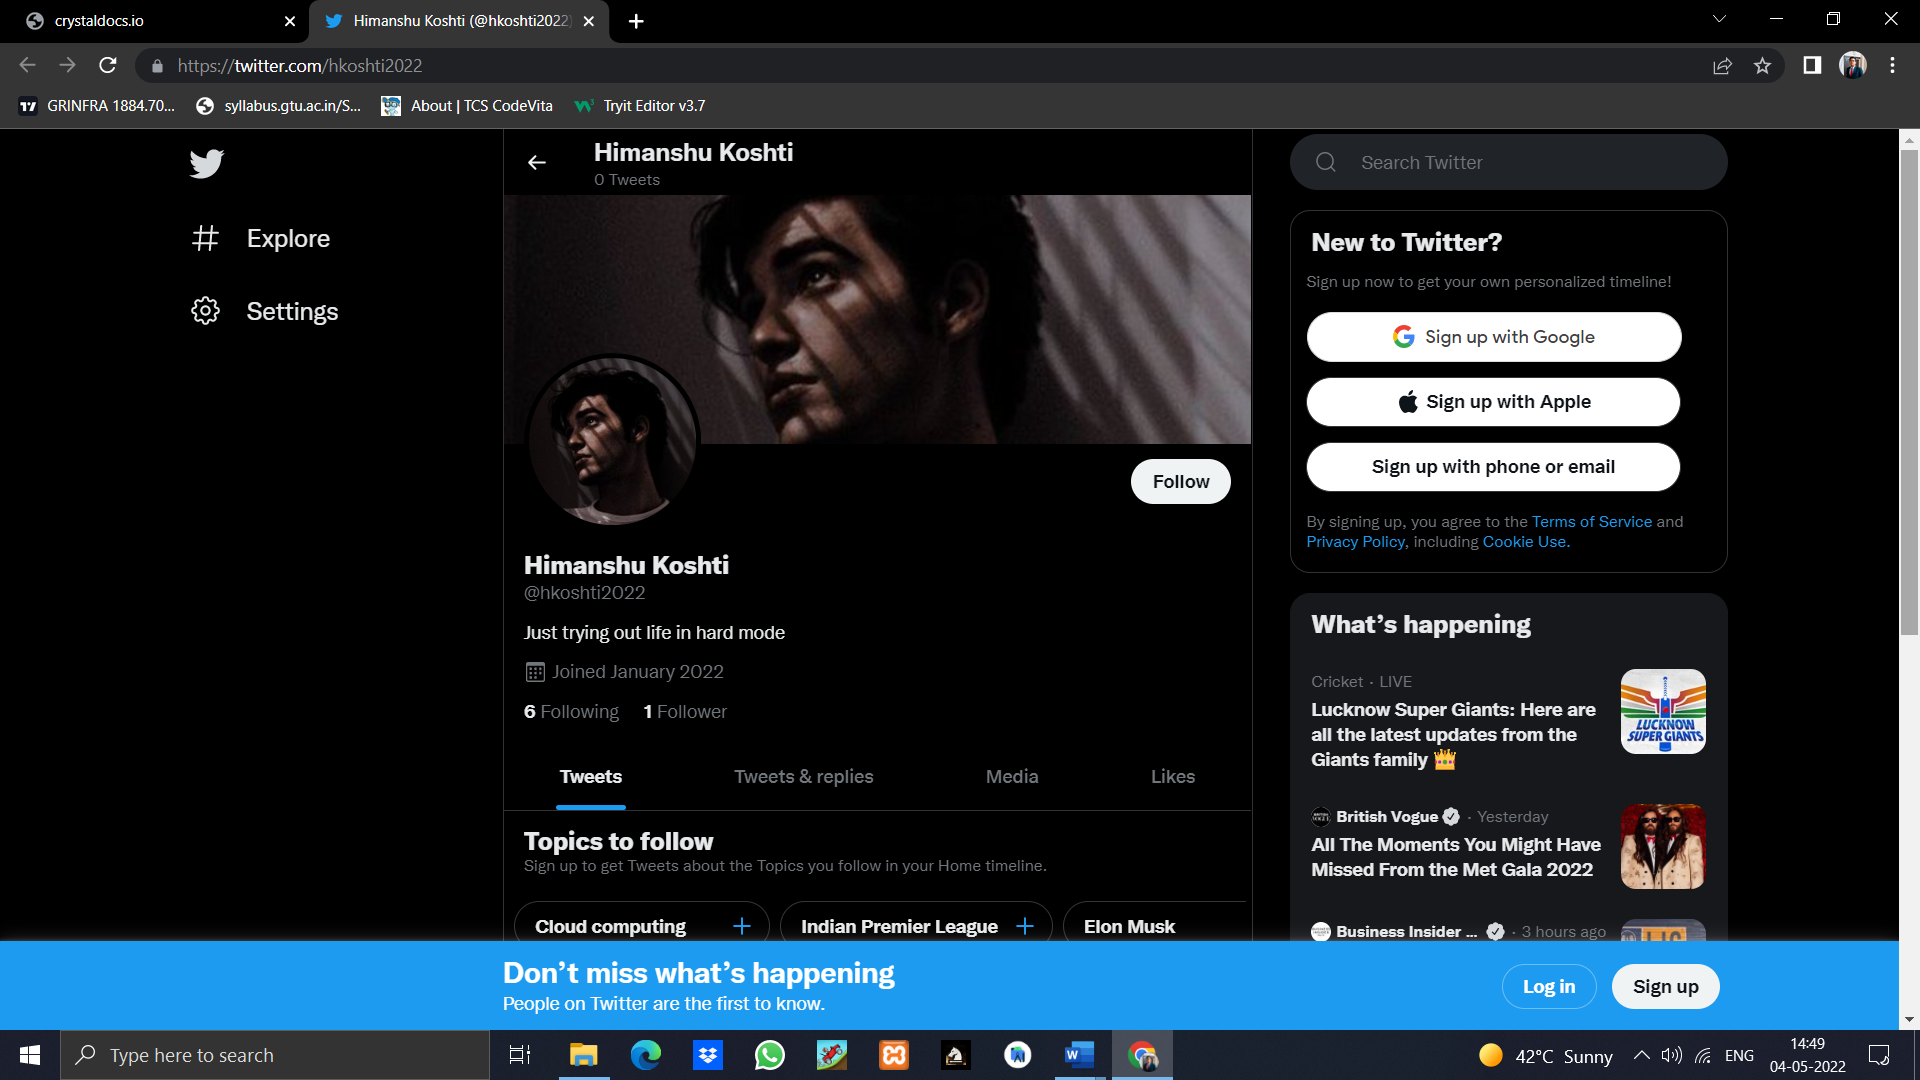 crystaldocs.io
Himanshu Koshti (@hkoshti2022)
https://twitter.com/hkoshti2022
GRINFRA 1884.70...
syllabus.gtu.ac.in/S...
About | TCS CodeVita
Tryit Editor v3.7
Explore
Settings
Himanshu Koshti
0 Tweets
Follow
Himanshu Koshti
@hkoshti2022
Just trying out life in hard mode
Joined January 2022
6 Following 1 Follower
Tweets Tweets & replies Media Likes
Topics to follow
Sign up to get Tweets about the Topics you follow in your Home timeline.
Cloud computing
Indian Premier League
Elon Musk
Search Twitter
New to Twitter?
Sign up now to get your own personalized timeline!
Sign up with Google
Sign up with Apple
Sign up with phone or email
By signing up, you agree to the Terms of Service and
Privacy Policy, including Cookie Use.
What’s happening
Cricket · LIVE
Lucknow Super Giants: Here are
all the latest updates from the
Giants family 👑
LUCKNOW
SUPER GIANTS
British Vogue · Yesterday
All The Moments You Might Have
Missed From the Met Gala 2022
Business Insider ... · 3 hours ago
Don’t miss what’s happening
People on Twitter are the first to know.
Log in
Sign up
Type here to search
42°C Sunny
ENG
14:49
04-05-2022